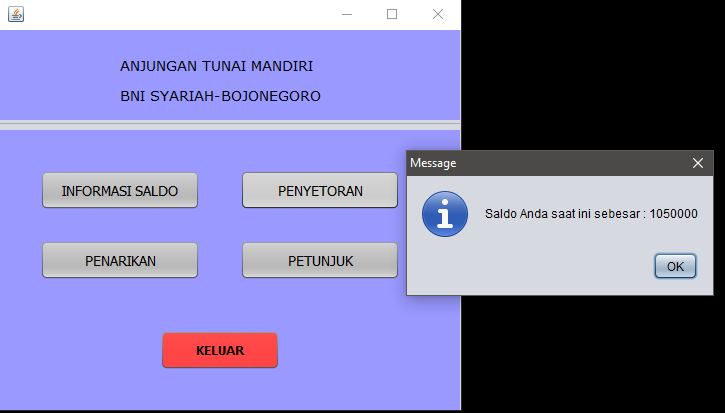 ANJUNGAN TUNAI MANDIRI
BNI SYARIAH-BOJONEGORO
INFORMASI SALDO
PENYETORAN
PENARIKAN
PETUNJUK
KELUAR
Message
Saldo Anda saat ini sebesar : 1050000
OK